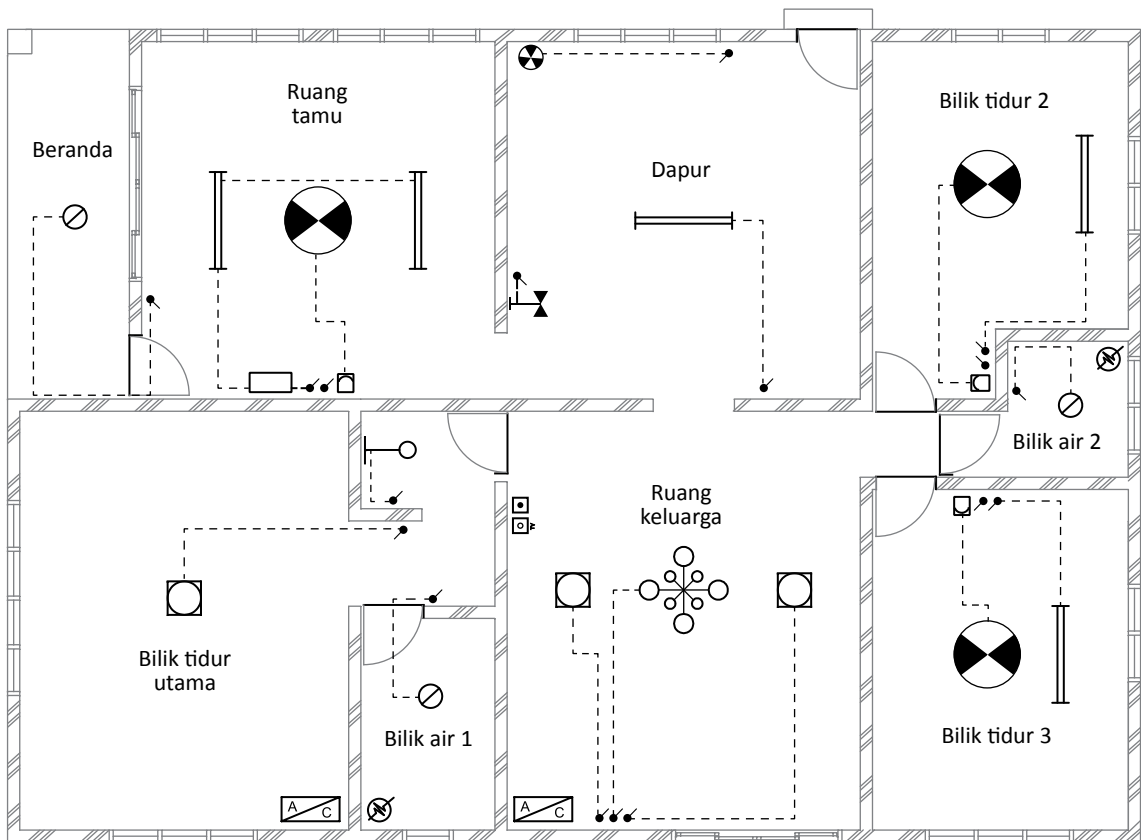 Ruang
tamu
Bilik tidur 2
Beranda
Dapur
Bilik air 2
Ruang
keluarga
Bilik tidur
utama
Bilik air 1
Bilik tidur 3
A C
A C